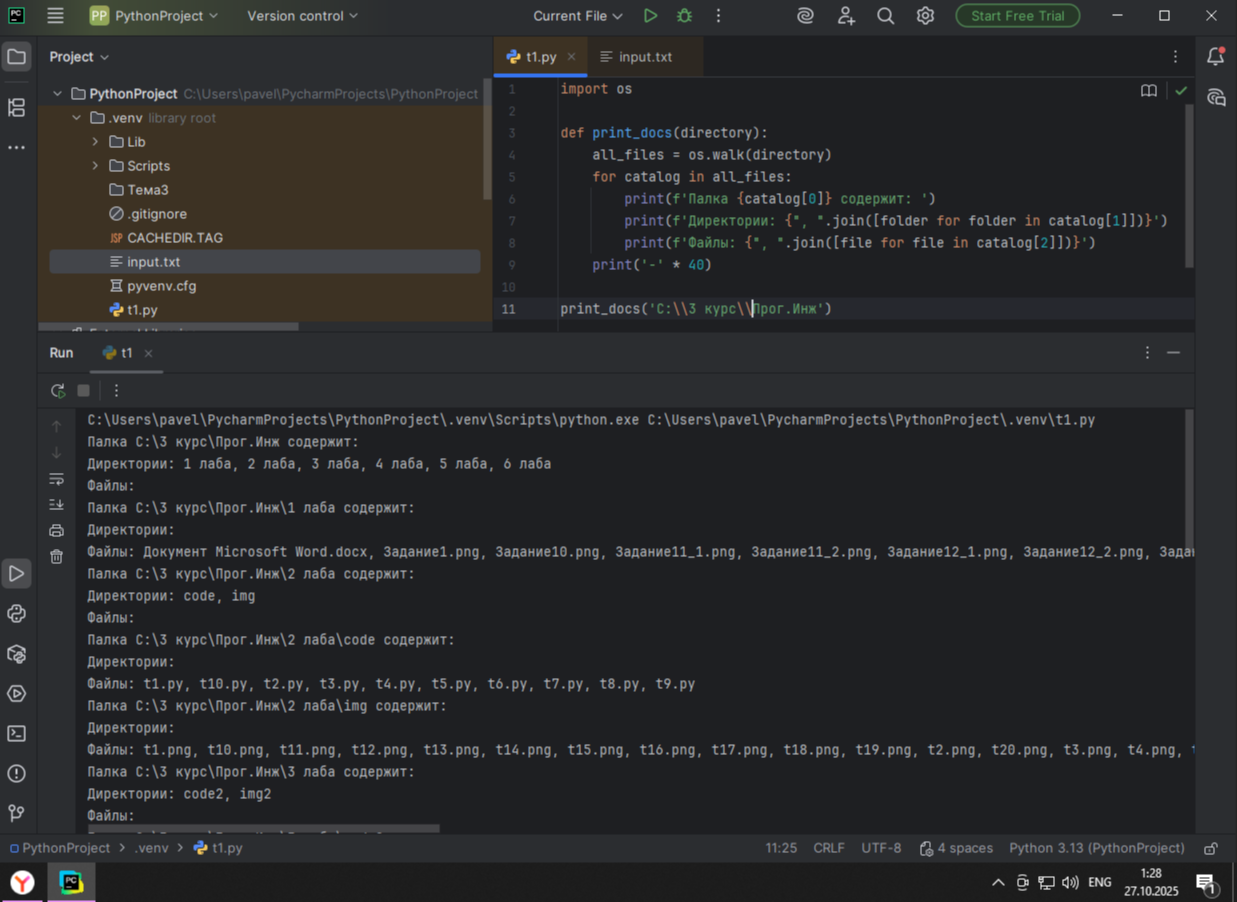 PC
PP PythonProject
Version control
Current File
Start Free Trial
Project
t1.py
input.txt
PythonProject C:\Users\pavel\PycharmProjects\PythonProject
.venv library root
Lib
Scripts
Тема3
.gitignore
JSP CACHEDIR.TAG
input.txt
pyvenv.cfg
t1.py
1 import os
2
3 def print_docs(directory):
4 all_files = os.walk(directory)
5 for catalog in all_files:
6 print(f'Папка {catalog[0]} содержит: ')
7 print(f'Директории: {", ".join([folder for folder in catalog[1]])}')
8 print(f'Файлы: {", ".join([file for file in catalog[2]])}')
9 print('-' * 40)
10
11 print_docs('C:\\3 курс\\Прог.Инж')
Run
t1
C:\Users\pavel\PycharmProjects\PythonProject\.venv\Scripts\python.exe C:\Users\pavel\PycharmProjects\PythonProject\.venv\t1.py
Папка C:\3 курс\Прог.Инж содержит:
Директории: 1 лаба, 2 лаба, 3 лаба, 4 лаба, 5 лаба, 6 лаба
Файлы:
Папка C:\3 курс\Прог.Инж\1 лаба содержит:
Директории:
Файлы: Документ Microsoft Word.docx, Задание1.png, Задание10.png, Задание11_1.png, Задание11_2.png, Задание12_1.png, Задание12_2.png,
Папка C:\3 курс\Прог.Инж\2 лаба содержит:
Директории: code, img
Файлы:
Папка C:\3 курс\Прог.Инж\2 лаба\code содержит:
Директории:
Файлы: t1.py, t10.py, t2.py, t3.py, t4.py, t5.py, t6.py, t7.py, t8.py, t9.py
Папка C:\3 курс\Прог.Инж\2 лаба\img содержит:
Директории:
Файлы: t1.png, t10.png, t11.png, t12.png, t13.png, t14.png, t15.png, t16.png, t17.png, t18.png, t19.png, t2.png, t20.png, t3.png, t4.png,
Папка C:\3 курс\Прог.Инж\3 лаба содержит:
Директории: code2, img2
Файлы:
PythonProject > .venv > t1.py
11:25 CRLF UTF-8 4 spaces Python 3.13 (PythonProject)
Y PC
ENG
1:28
27.10.2025
1